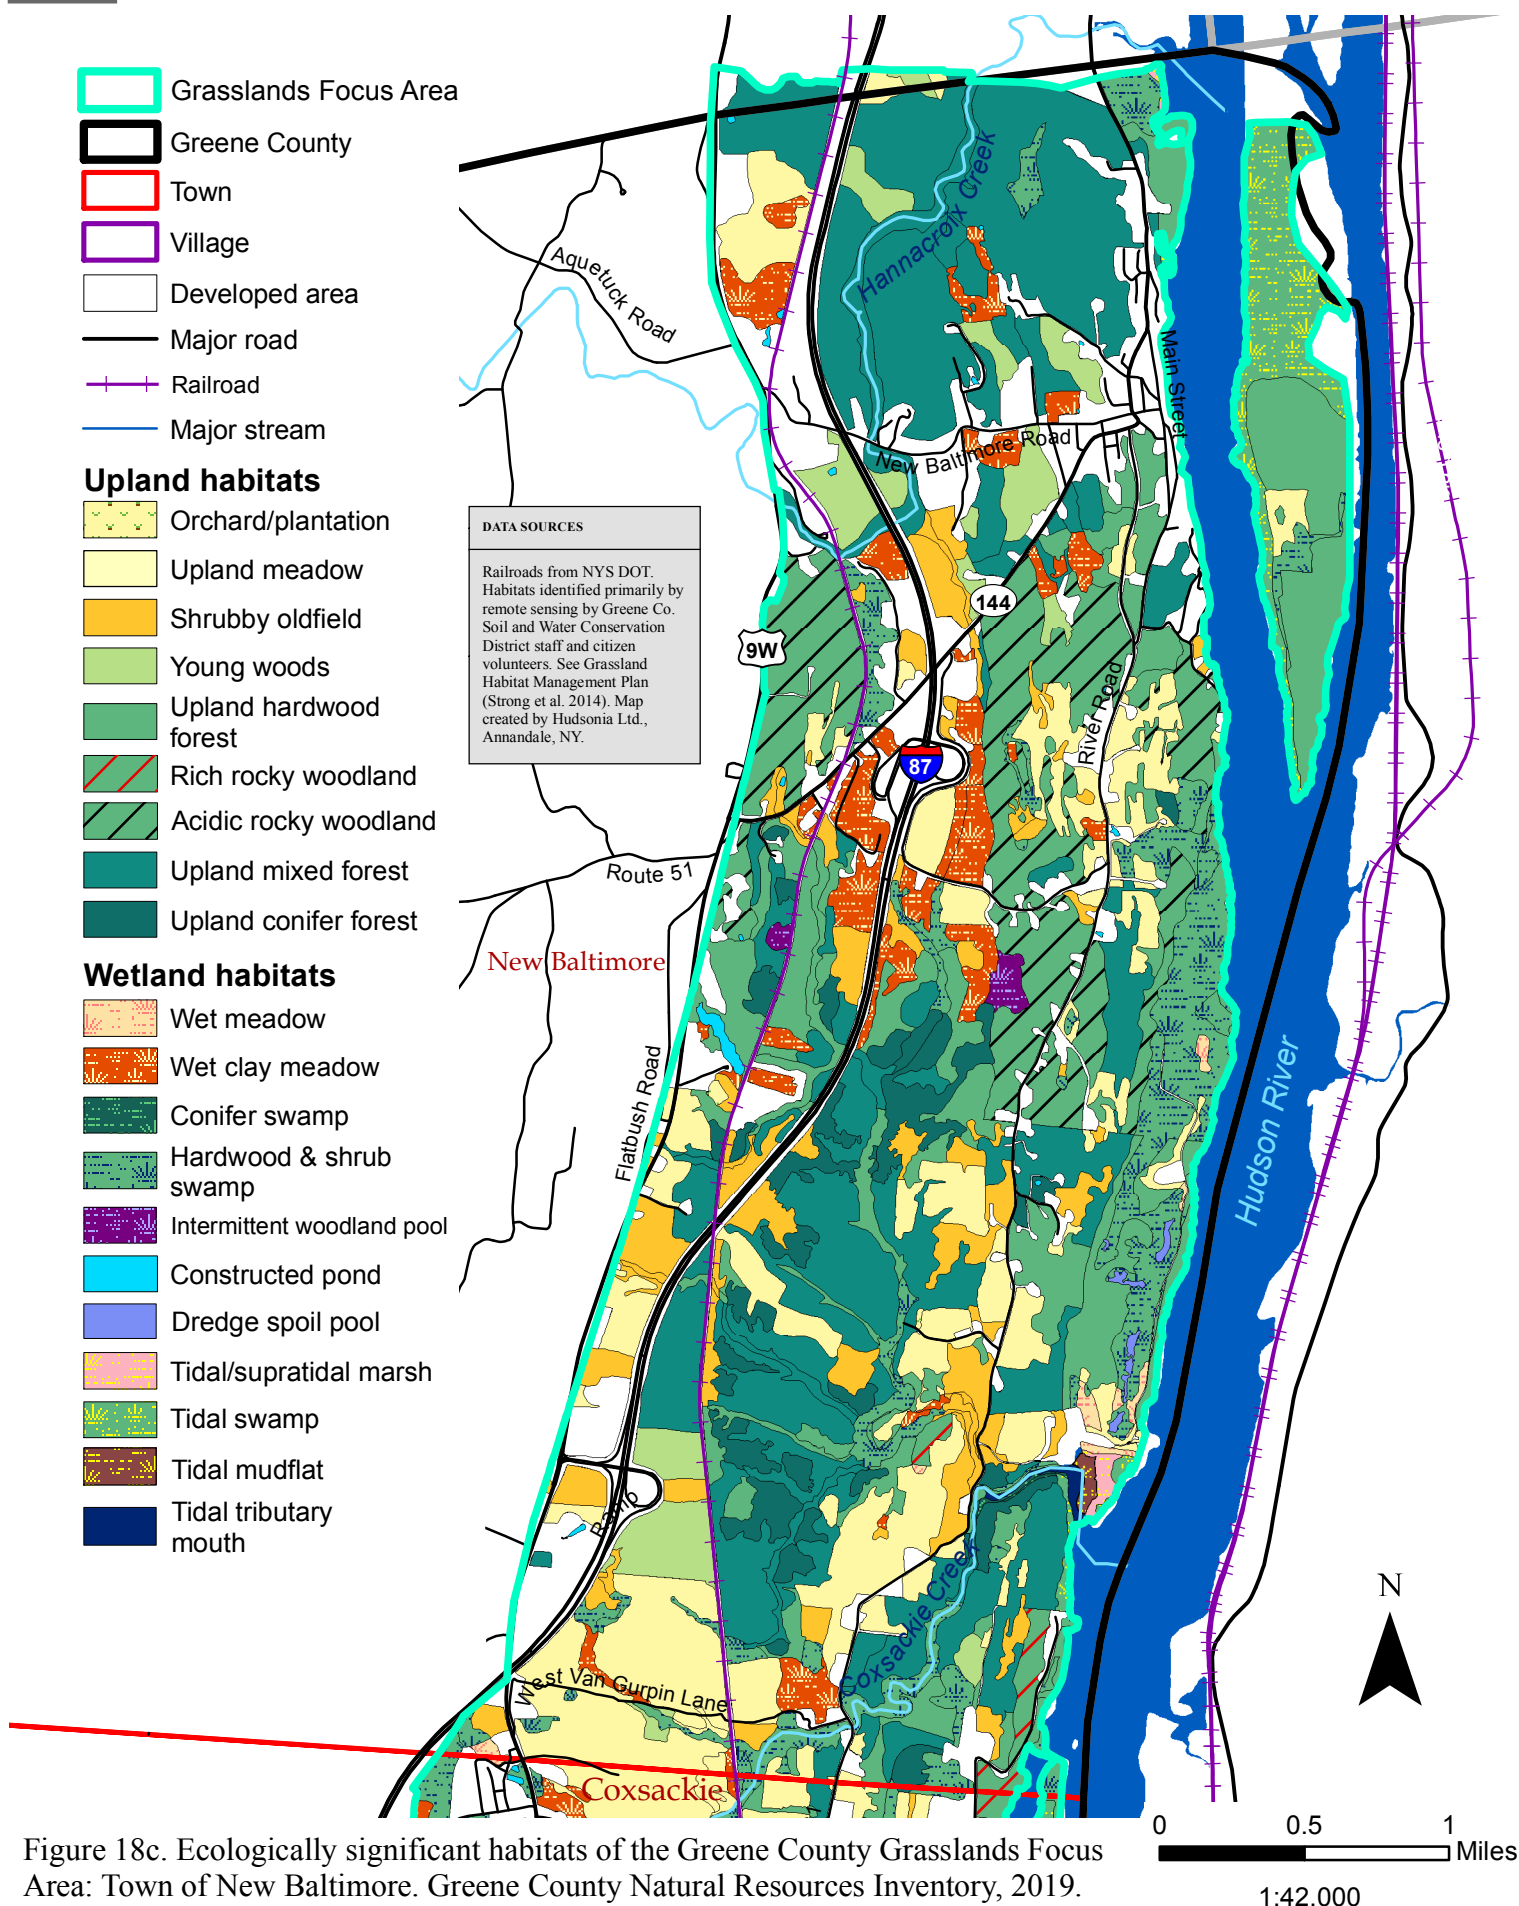 Grasslands Focus Area
Greene County
Town
Village
Developed area
Major road
Railroad
Major stream
Upland habitats
Orchard/plantation
Upland meadow
Shrubby oldfield
Young woods
Upland hardwood
forest
Rich rocky woodland
Acidic rocky woodland
Upland mixed forest
Upland conifer forest
Wetland habitats
Wet meadow
Wet clay meadow
Conifer swamp
Hardwood & shrub
swamp
Intermittent woodland pool
Constructed pond
Dredge spoil pool
Tidal/supratidal marsh
Tidal swamp
Tidal mudflat
Tidal tributary
mouth
DATA SOURCES
Railroads from NYS DOT.
Habitats identified primarily by
remote sensing by Greene Co.
Soil and Water Conservation
District staff and citizen
volunteers. See Grassland
Habitat Management Plan
(Strong et al. 2014). Map
created by Hudsonia Ltd.,
Annandale, NY.
Hannacroix Creek
Aquetuck Road
Main Street
New Baltimore Road
144
9W
River Road
87
Route 51
New Baltimore
Flatbush Road
Hudson River
Ramp
Coxsackie Creek
West Van Gurpin Lane
Coxsackie
N
0 0.5 1
Miles
1:42,000
Figure 18c. Ecologically significant habitats of the Greene County Grasslands Focus
Area: Town of New Baltimore. Greene County Natural Resources Inventory, 2019.